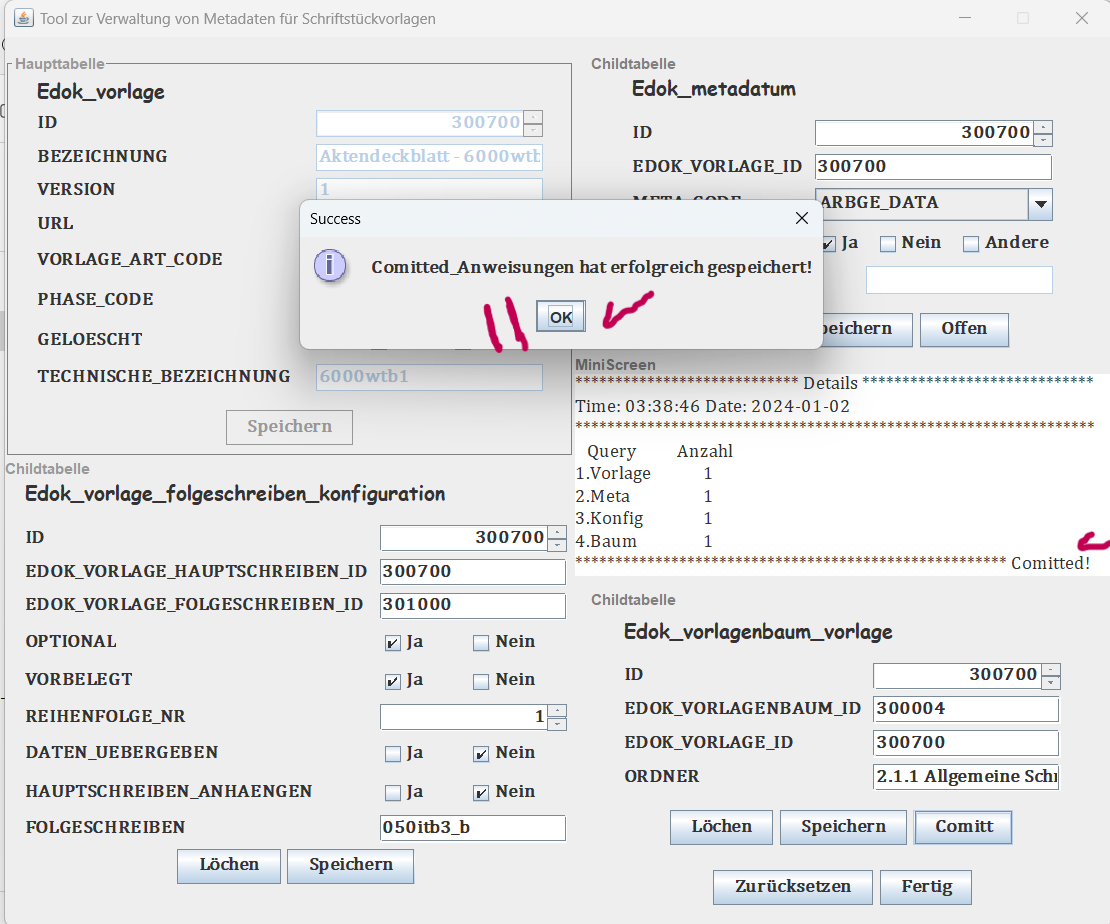 Tool zur Verwaltung von Metadaten für Schriftstückvorlagen
Haupttabelle
Edok_vorlage
ID 300700
BEZEICHNUNG Aktendeckblatt - 6000wtb
VERSION 1
URL
VORLAGE_ART_CODE
PHASE_CODE
GELOESCHT
TECHNISCHE_BEZEICHNUNG 6000wtb1
Speichern
Childtabelle
Edok_metadatum
ID 300700
EDOK_VORLAGE_ID 300700
META_CODE ARBGE_DATA
Ja Nein Andere
peichern Offen
Success
Comitted_Anweisungen hat erfolgreich gespeichert!
OK
MiniScreen
**************************** Details *****************************
Time: 03:38:46 Date: 2024-01-02
*****************************************************************
Query Anzahl
1.Vorlage 1
2.Meta 1
3.Konfig 1
4.Baum 1
****************************************************** Comitted!
Childtabelle
Edok_vorlage_folgeschreiben_konfiguration
ID 300700
EDOK_VORLAGE_HAUPTSCHREIBEN_ID 300700
EDOK_VORLAGE_FOLGESCHREIBEN_ID 301000
OPTIONAL Ja Nein
VORBELEGT Ja Nein
REIHENFOLGE_NR 1
DATEN_UEBERGEBEN Ja Nein
HAUPTSCHREIBEN_ANHAENGEN Ja Nein
FOLGESCHREIBEN 050itb3_b
Löchen Speichern
Childtabelle
Edok_vorlagenbaum_vorlage
ID 300700
EDOK_VORLAGENBAUM_ID 300004
EDOK_VORLAGE_ID 300700
ORDNER 2.1.1 Allgemeine Schr
Löchen Speichern Comitt
Zurücksetzen Fertig